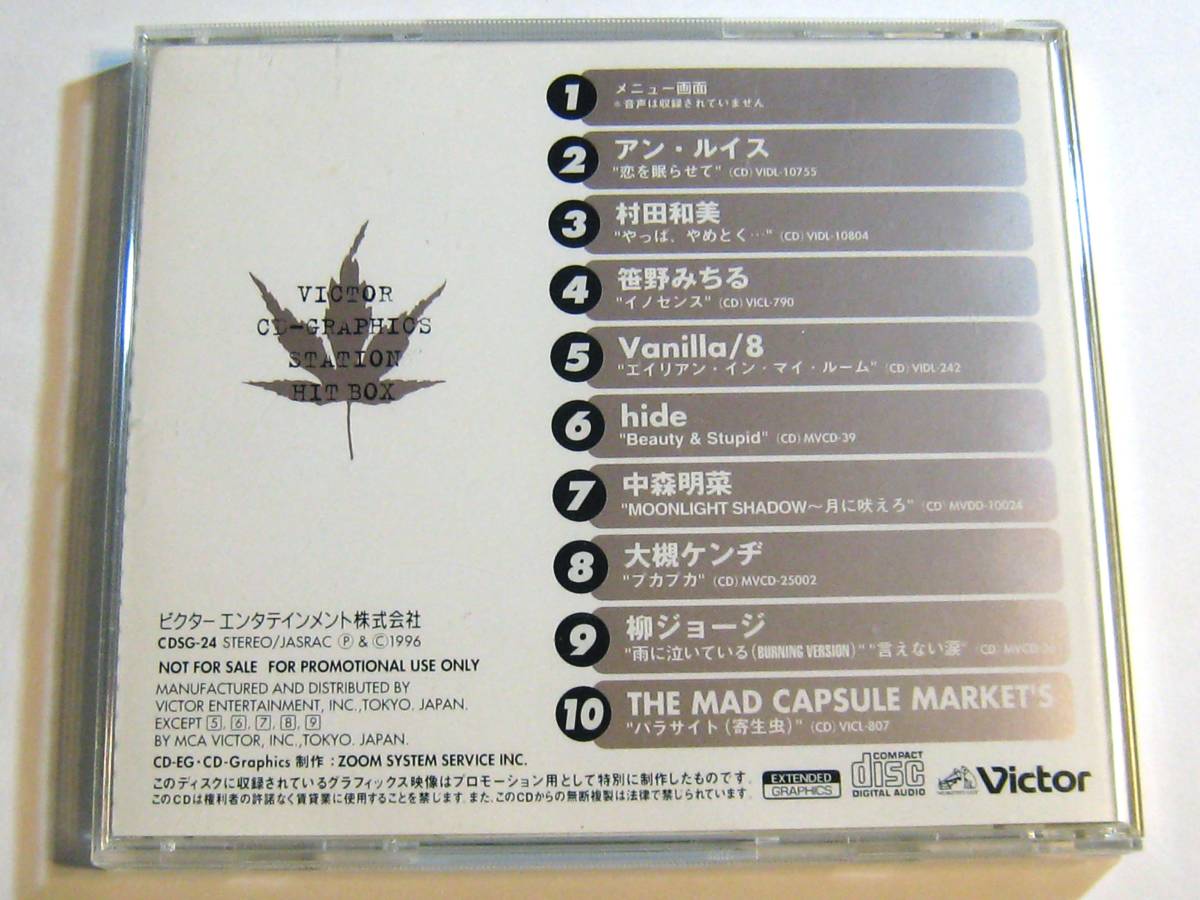 VICTOR
CD-GRAPHICS
STATION
HIT BOX
1 メニュー画面
※音声は収録されていません
2 アン・ルイス
"恋を眠らせて" (CD) VIDL-10755
3 村田和美
"やっぱ、やめとく…" (CD) VIDL-10804
4 笹野みちる
"イノセンス" (CD) VICL-790
5 Vanilla/8
"エイリアン・イン・マイ・ルーム" (CD) VIDL-242
6 hide
"Beauty & Stupid" (CD) MVCD-39
7 中森明菜
"MOONLIGHT SHADOW〜月に吠えろ" (CD) MVDD-10024
8 大槻ケンヂ
"プカプカ" (CD) MVCD-25002
9 柳ジョージ
"雨に泣いている (BURNING VERSION)" "言えない涙" (CD) MVCD-
10 THE MAD CAPSULE MARKET'S
"パラサイト(寄生虫)" (CD) VICL-807
ビクター エンタテインメント株式会社
CDSG-24 STEREO/JASRAC Ⓟ & Ⓒ 1996
NOT FOR SALE FOR PROMOTIONAL USE ONLY
MANUFACTURED AND DISTRIBUTED BY
VICTOR ENTERTAINMENT, INC.,TOKYO. JAPAN.
EXCEPT 5, 6, 7, 8, 9
BY MCA VICTOR, INC.,TOKYO. JAPAN.
CD-EG・CD-Graphics 制作:ZOOM SYSTEM SERVICE INC.
このディスクに収録されているグラフィックス映像はプロモーション用として特別に制作したものです。
このCDは権利者の許諾なく賃貸業に使用することを禁じます。また、このCDからの無断複製は法律で禁じられています。
EXTENDED
GRAPHICS
COMPACT
disc
DIGITAL AUDIO
Victor